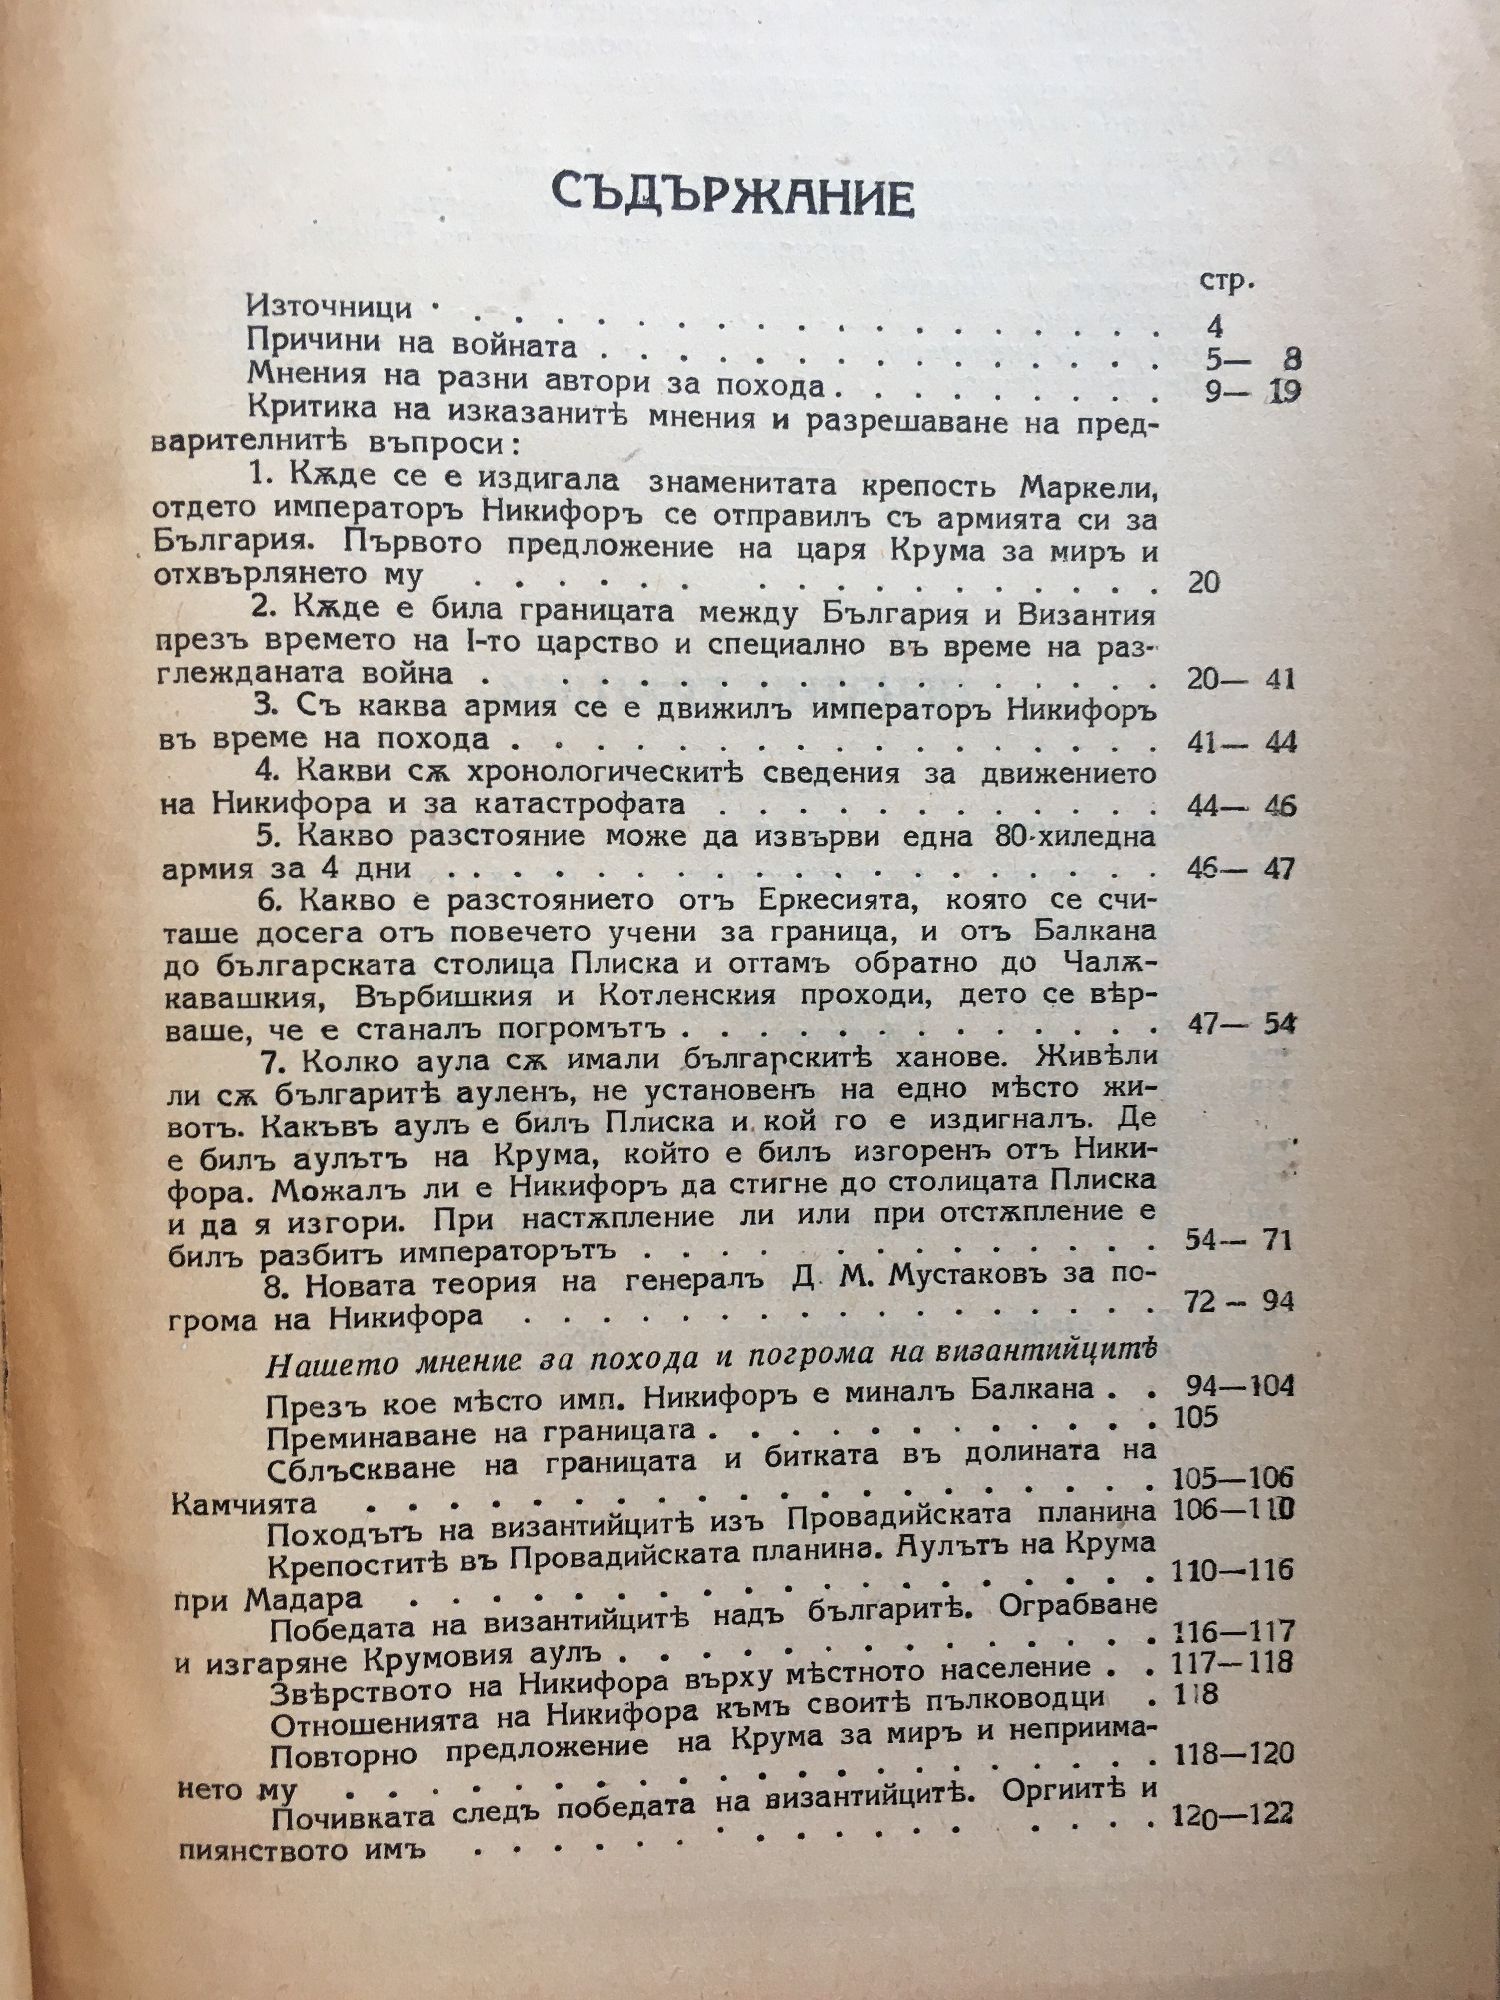 СЪДЪРЖАНИЕ
стр.
Източници · . . . . . . . . . . . . . . . . . . 4
Причини на войната . . . . . . . . . . . . . . . 5— 8
Мнения на разни автори за похода . . . . . . . . . 9— 19
Критика на изказанитѣ мнения и разрешаване на пред-
варителнитѣ въпроси :
1. Кѫде се е издигала знаменитата крепость Маркели,
отдето императоръ Никифоръ се отправилъ съ армията си за
България. Първото предложение на царя Крума за миръ и
отхвърлянето му . . . . . . . . . . . . . . . . 20
2. Кѫде е била границата между България и Византия
презъ времето на I-то царство и специално въ време на раз-
глежданата война . . . . . . . . . . . . . . . 20— 41
3. Съ каква армия се е движилъ императоръ Никифоръ
въ време на похода . . . . . . . . . . . . . . . 41— 44
4. Какви сѫ хронологическитѣ сведения за движението
на Никифора и за катастрофата . . . . . . . . . . . 44— 46
5. Какво разстояние може да извърви една 80-хиледна
армия за 4 дни . . . . . . . . . . . . . . . . . 46— 47
6. Какво е разстоянието отъ Еркесията, която се счи-
таше досега отъ повечето учени за граница, и отъ Балкана
до българската столица Плиска и оттамъ обратно до Чалѫ-
кавашкия, Върбишкия и Котленския проходи, дето се вѣр-
ваше, че е станалъ погромътъ . . . . . . . . . . . . 47— 54
7. Колко аула сѫ имали българскитѣ ханове. Живѣли
ли сѫ българитѣ ауленъ, не установенъ на едно мѣсто жи-
вотъ. Какъвъ аулъ е билъ Плиска и кой го е издигналъ. Де
е билъ аулътъ на Крума, който е билъ изгоренъ отъ Ники-
фора. Можалъ ли е Никифоръ да стигне до столицата Плиска
и да я изгори. При настѫпление ли или при отстѫпление е
билъ разбитъ императорътъ . . . . . . . . . . . . 54— 71
8. Новата теория на генералъ Д. М. Мустаковъ за по-
грома на Никифора . . . . . . . . . . . . . . . 72 – 94
Нашето мнение за похода и погрома на византийцитѣ
Презъ кое мѣсто имп. Никифоръ е миналъ Балкана . . 94—104
Преминаване на границата . . . . . . . . . . . . 105
Сблъскване на границата и битката въ долината на
Камчията . . . . . . . . . . . . . . . . . . . 105—106
Походътъ на византийцитѣ изъ Провадийската планина 106—110
Крепоститѣ въ Провадийската планина. Аулътъ на Крума
при Мадара . . . . . . . . . . . . . . . . . . 110—116
Победата на византийцитѣ надъ българитѣ. Ограбване
и изгаряне Крумовия аулъ . . . . . . . . . . . . . 116—117
Звѣрството на Никифора върху мѣстното население . . 117—118
Отношенията на Никифора къмъ своитѣ пълководци . 118
Повторно предложение на Крума за миръ и неприима-
нето му . . . . . . . . . . . . . . . . . . . 118—120
Почивката следъ победата на византийцитѣ. Оргиитѣ и
пиянството имъ . . . . . . . . . . . . . . . . 120—122